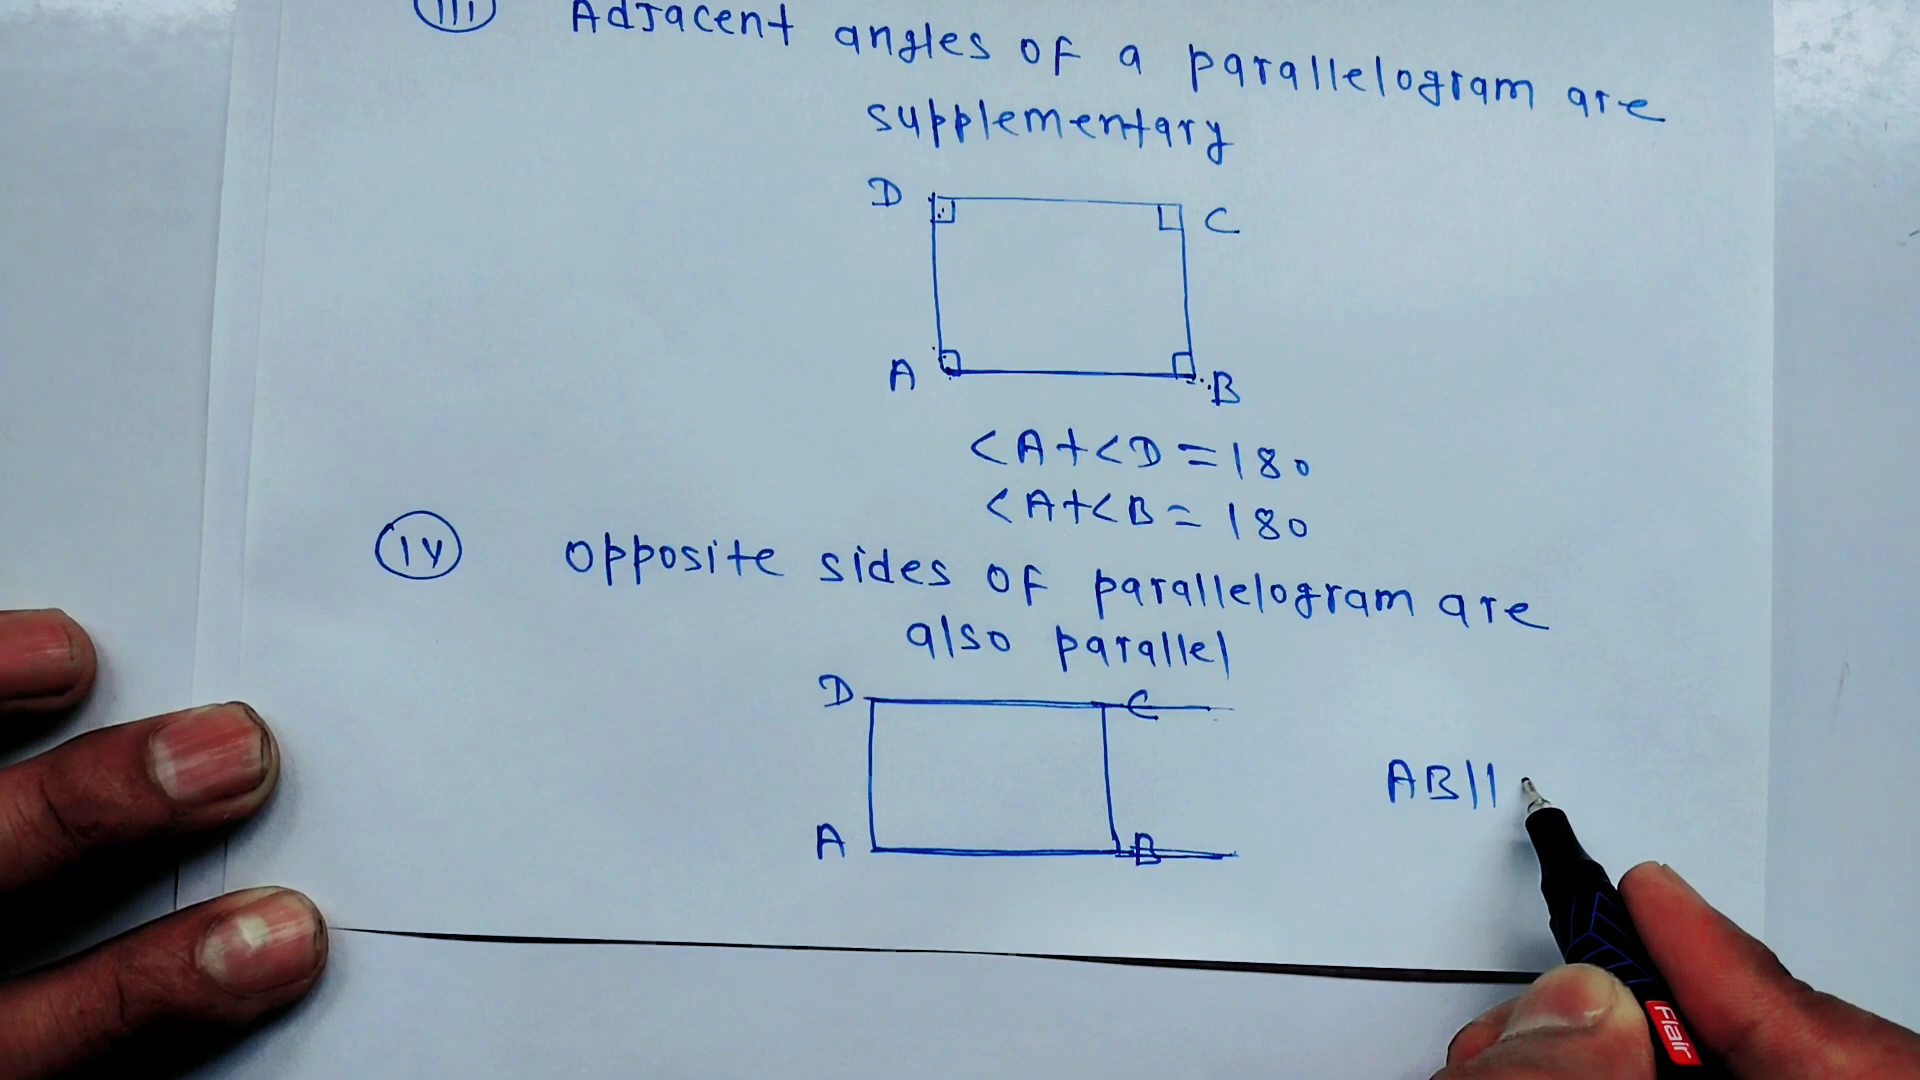 (iii) Adjacent angles of a parallelogram are
supplementary
D C
A B
<A+<D=180
<A+<B=180
(iv) opposite sides of parallelogram are
also parallel
D C
AB||
A B
Flair